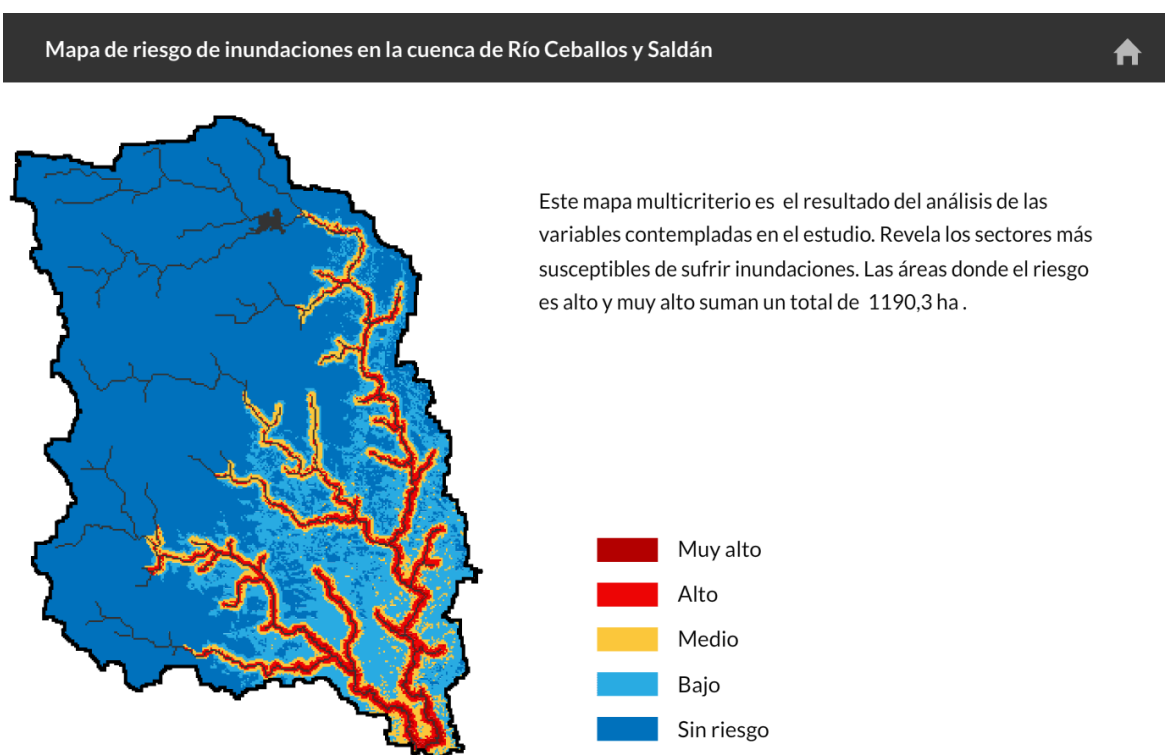 Mapa de riesgo de inundaciones en la cuenca de Río Ceballos y Saldán
Este mapa multicriterio es el resultado del análisis de las
variables contempladas en el estudio. Revela los sectores más
susceptibles de sufrir inundaciones. Las áreas donde el riesgo
es alto y muy alto suman un total de 1190,3 ha .
Muy alto
Alto
Medio
Bajo
Sin riesgo